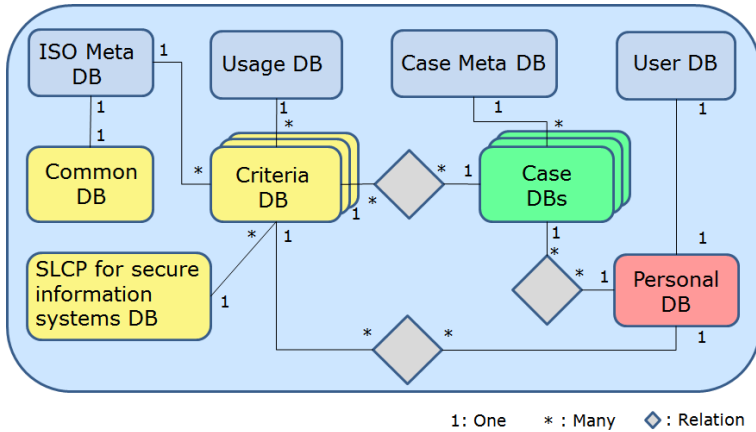 ISO Meta
DB
1
Usage DB
Case Meta DB
User DB
1
1
1
1
1
*
*
Common
DB
*
Criteria
DB
1
*
*
1
Case
DBs
*
1
1
*
1
SLCP for secure
information
systems DB
1
*
1
Personal
DB
*
*
1
1: One
* : Many
: Relation